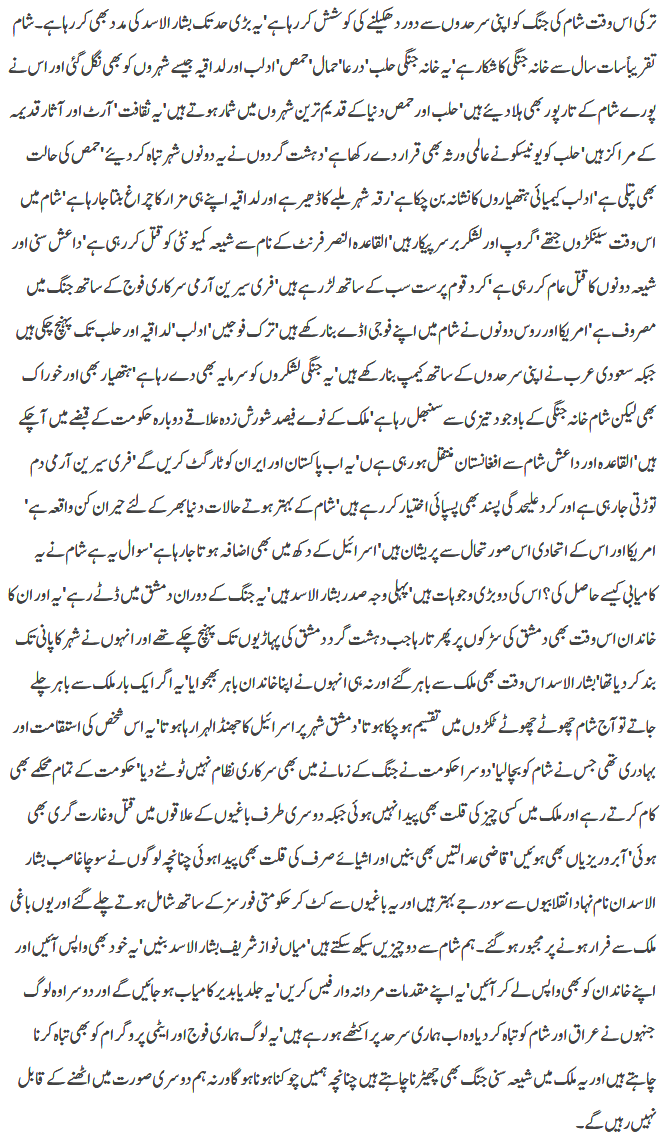 ترکی اس وقت شام کی جنگ کو اپنی سرحدوں سے دور دھکیلنے کی کوشش کر رہا ہے‘ یہ بڑی حد تک بشار الاسد کی مدد بھی کر رہا ہے۔ شام
تقریباً سات سال سے خانہ جنگی کا شکار ہے‘ یہ خانہ جنگی حلب‘ درعا‘ حمال‘ حمص‘ ادلب اور لداقیہ جیسے شہروں کو بھی نگل گئی اور اس نے
پورے شام کے تارپور بھی ہلا دیئے ہیں‘ حلب اور حمص دنیا کے قدیم ترین شہروں میں شمار ہوتے ہیں‘ یہ ثقافت‘ آرٹ اور آثار قدیمہ
کے مراکز ہیں‘ حلب کو یونیسکو نے عالمی ورثہ بھی قرار دے رکھا ہے‘ دہشت گردوں نے یہ دونوں شہر تباہ کر دیئے‘ حمص کی حالت
بھی پتلی ہے‘ ادلب کیمیائی ہتھیاروں کا نشانہ بن چکا ہے‘ رقہ شہر ملبے کا ڈھیر ہے اور لداقیہ اپنے ہی مزار کا چراغ بنتا جا رہا ہے‘ شام میں
اس وقت سینکڑوں جتھے‘ گروپ اور لشکر برسرپیکار ہیں‘ القاعدہ النصر فرنٹ کے نام سے شیعہ کمیونٹی کو قتل کر رہی ہے‘ داعش سنی اور
شیعہ دونوں کا قتل عام کر رہی ہے‘ کرد قوم پرست سب کے ساتھ لڑ رہے ہیں‘ فری سیرین آرمی سرکاری فوج کے ساتھ جنگ میں
مصروف ہے‘ امریکا اور روس دونوں نے شام میں اپنے فوجی اڈے بنا رکھے ہیں‘ ترک فوجیں‘ ادلب‘ لداقیہ اور حلب تک پہنچ چکی ہیں
جبکہ سعودی عرب نے اپنی سرحدوں کے ساتھ کیمپ بنا رکھے ہیں‘ یہ جنگی لشکروں کو سرمایہ بھی دے رہا ہے‘ ہتھیار بھی اور خوراک
بھی لیکن شام خانہ جنگی کے باوجود تیزی سے سنبھل رہا ہے‘ ملک کے نوے فیصد شورش زدہ علاقے دوبارہ حکومت کے قبضے میں آ چکے
ہیں‘ القاعدہ اور داعش شام سے افغانستان منتقل ہو رہی ہےں‘ یہ اب پاکستان اور ایران کو ٹارگٹ کریں گے‘ فری سیرین آرمی دم
توڑتی جا رہی ہے اور کرد علیحدگی پسند بھی پسپائی اختیار کر رہے ہیں‘ شام کے بہتر ہوتے حالات دنیا بھر کے لئے حیران کن واقعہ ہے‘
امریکا اور اس کے اتحادی اس صورتحال سے پریشان ہیں‘ اسرائیل کے دکھ میں بھی اضافہ ہوتا جا رہا ہے‘ سوال یہ ہے شام نے یہ
کامیابی کیسے حاصل کی؟ اس کی دو بڑی وجوہات ہیں‘ پہلی وجہ صدر بشار الاسد ہیں‘ یہ جنگ کے دوران دمشق میں ڈٹے رہے‘ یہ اور ان کا
خاندان اس وقت بھی دمشق کی سڑکوں پر پھرتا رہا جب دہشت گرد دمشق کی پہاڑیوں تک پہنچ چکے تھے اور انہوں نے شہر کا پانی تک
بند کر دیا تھا‘ بشار الاسد اس وقت بھی ملک سے باہر گئے اور نہ ہی انہوں نے اپنا خاندان باہر بھجوایا‘ یہ اگر ایک بار ملک سے باہر چلے
جاتے تو آج شام چھوٹے چھوٹے ٹکڑوں میں تقسیم ہو چکا ہوتا‘ دمشق شہر پر اسرائیل کا جھنڈا لہرا رہا ہوتا‘ یہ اس شخص کی استقامت اور
بہادری تھی جس نے شام کو بچا لیا‘ دوسرا حکومت نے جنگ کے زمانے میں بھی سرکاری نظام نہیں ٹوٹنے دیا‘ حکومت کے تمام محکمے بھی
کام کرتے رہے اور ملک میں کسی چیز کی قلت بھی پیدا نہیں ہوئی جبکہ دوسری طرف باغیوں کے علاقوں میں قتل وغارت گری بھی
ہوئی‘ آبروریزیاں بھی ہوئیں‘ قاضی عدالتیں بھی بنیں اور اشیائے صرف کی قلت بھی پیدا ہوئی چنانچہ لوگوں نے سوچا غاصب بشار
الاسد ان نام نہاد انقلابیوں سے سو درجے بہتر ہیں اور یہ باغیوں سے کٹ کر حکومتی فورسز کے ساتھ شامل ہوتے چلے گئے اور یوں باغی
ملک سے فرار ہونے پر مجبور ہو گئے۔ ہم شام سے دو چیزیں سیکھ سکتے ہیں‘ میاں نواز شریف بشار الاسد بنیں‘ یہ خود بھی واپس آئیں اور
اپنے خاندان کو بھی واپس لے کر آئیں‘ یہ اپنے مقدمات مردانہ وار فیس کریں‘ یہ جلد یا بدیر کامیاب ہو جائیں گے اور دوسرا وہ لوگ
جنہوں نے عراق اور شام کو تباہ کر دیا وہ اب ہماری سرحد پر اکٹھے ہو رہے ہیں‘ یہ لوگ ہماری فوج اور ایٹمی پروگرام کو بھی تباہ کرنا
چاہتے ہیں اور یہ ملک میں شیعہ سنی جنگ بھی چھیڑنا چاہتے ہیں چنانچہ ہمیں چوکنا ہونا ہو گا ورنہ ہم دوسری صورت میں اٹھنے کے قابل
نہیں رہیں گے۔